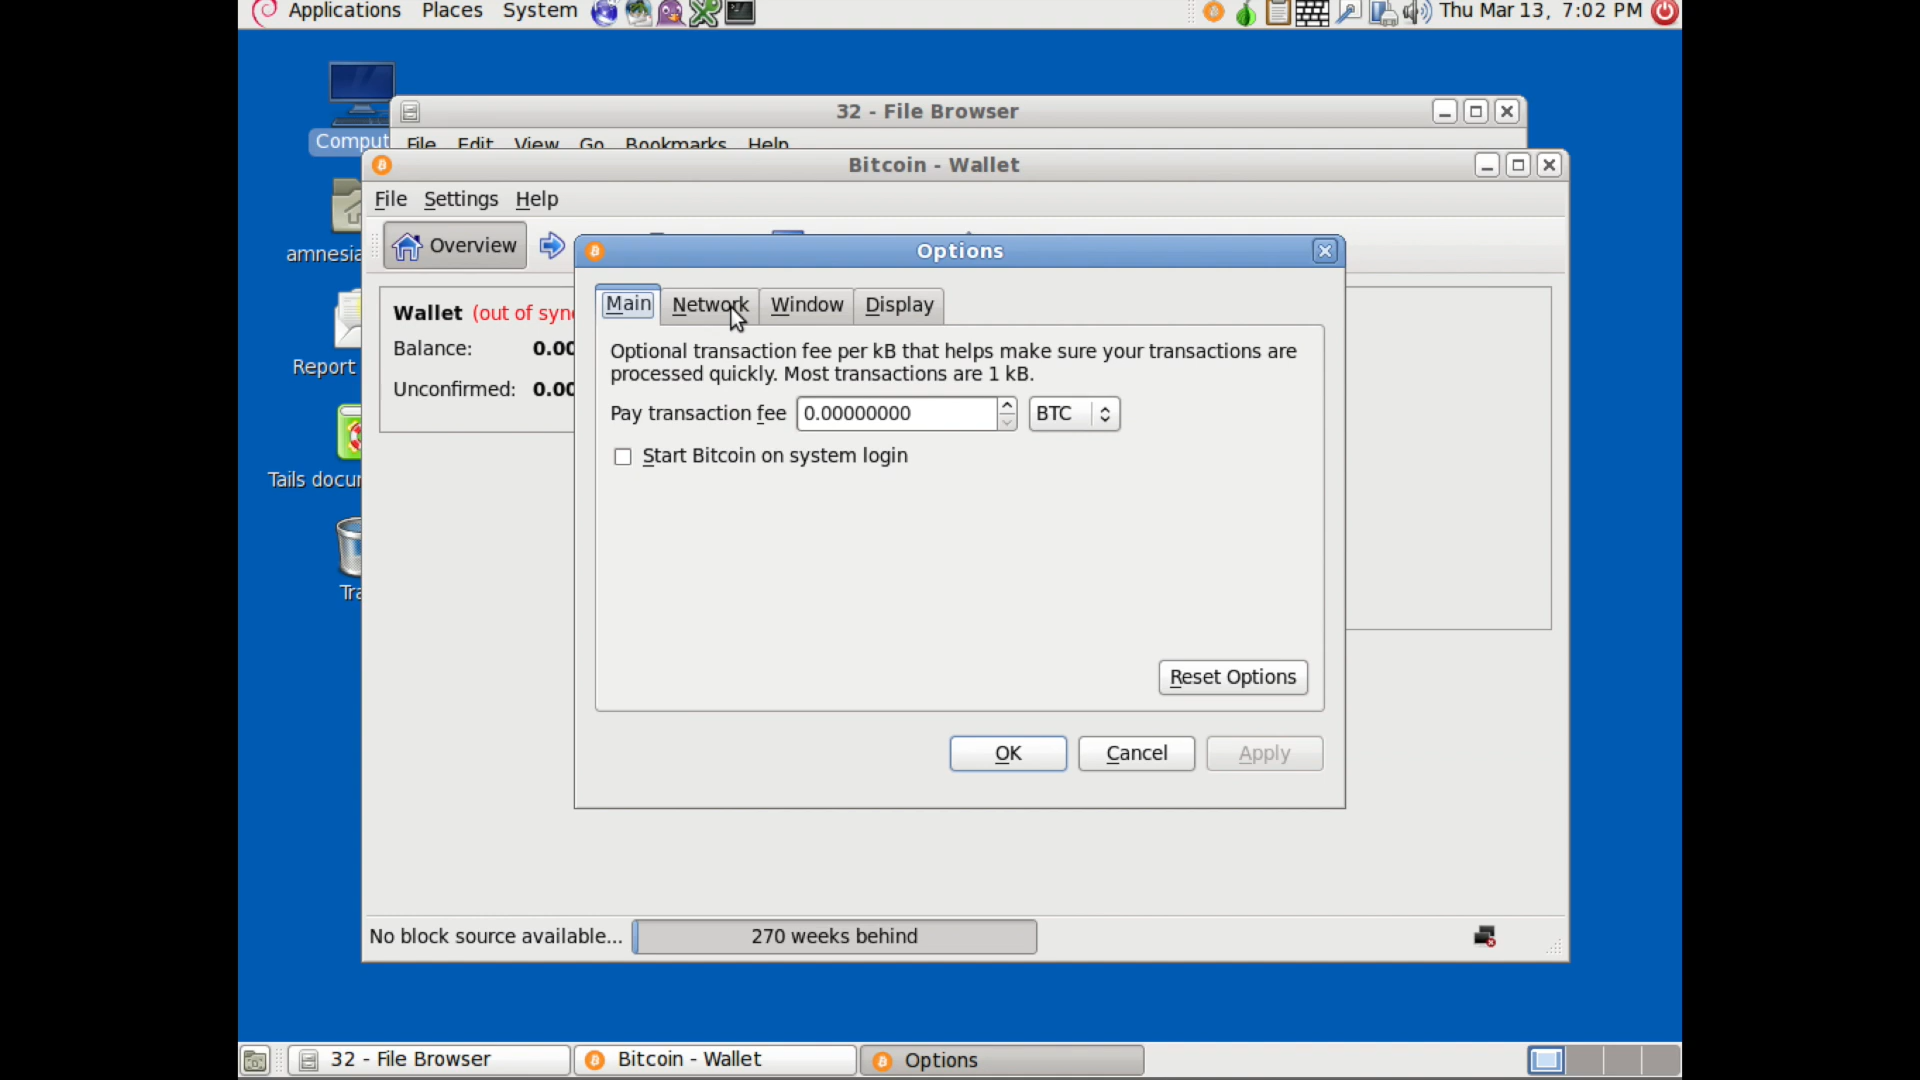 Applications Places System
Thu Mar 13, 7:02 PM
Comput
amnesia
Report
Tails docu
Tra
32 - File Browser
File Edit View Go Bookmarks Help
Bitcoin - Wallet
File Settings Help
Overview
Wallet (out of syn
Balance: 0.00
Unconfirmed: 0.00
Options
Main Network Window Display
Optional transaction fee per kB that helps make sure your transactions are
processed quickly. Most transactions are 1 kB.
Pay transaction fee 0.00000000 BTC
Start Bitcoin on system login
Reset Options
OK Cancel Apply
No block source available... 270 weeks behind
32 - File Browser Bitcoin - Wallet Options